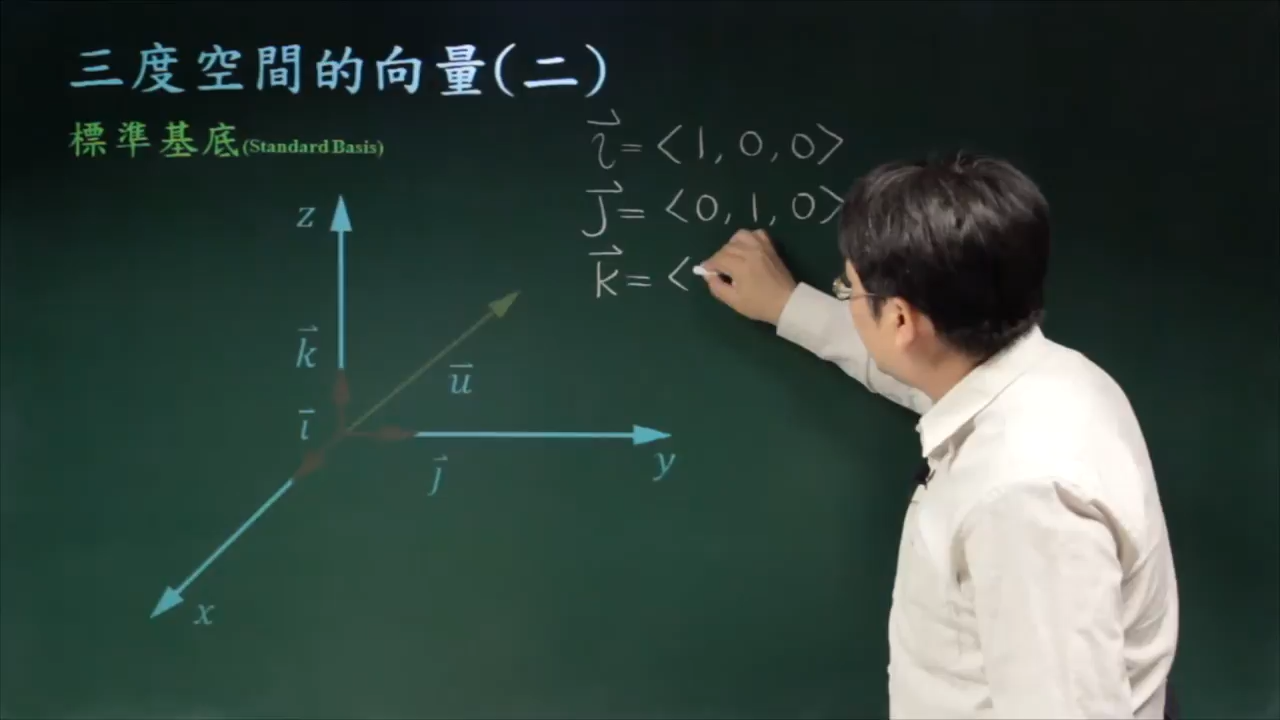 三度空間的向量(二)
標準基底(Standard Basis)
i⃗ = <1, 0, 0>
j⃗ = <0, 1, 0>
k⃗ = <
z
k⃗
u⃗
i⃗
j⃗
y
x